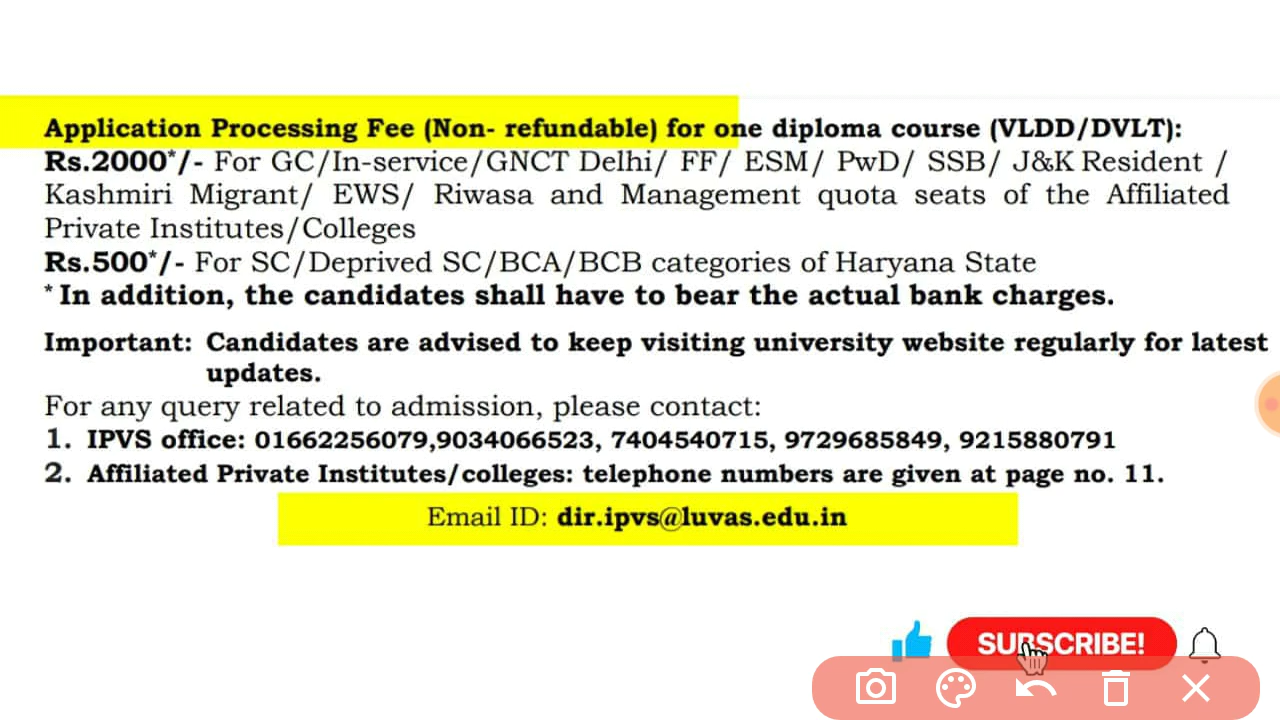 Application Processing Fee (Non- refundable) for one diploma course (VLDD/DVLT):
Rs.2000*/- For GC/In-service/GNCT Delhi/ FF/ ESM/ PwD/ SSB/ J&K Resident /
Kashmiri Migrant/ EWS/ Riwasa and Management quota seats of the Affiliated
Private Institutes/Colleges
Rs.500*/- For SC/Deprived SC/BCA/BCB categories of Haryana State
* In addition, the candidates shall have to bear the actual bank charges.
Important: Candidates are advised to keep visiting university website regularly for latest
updates.
For any query related to admission, please contact:
1. IPVS office: 01662256079,9034066523, 7404540715, 9729685849, 9215880791
2. Affiliated Private Institutes/colleges: telephone numbers are given at page no. 11.
Email ID: dir.ipvs@luvas.edu.in
SUBSCRIBE!